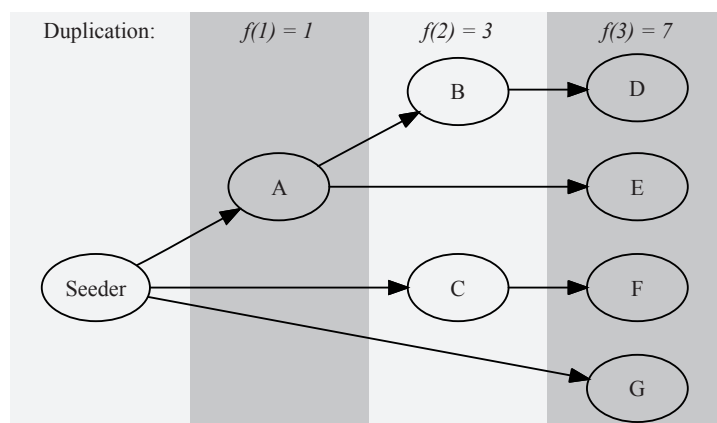 Duplication: f(1) = 1 f(2) = 3 f(3) = 7
B D
A E
Seeder C F
G